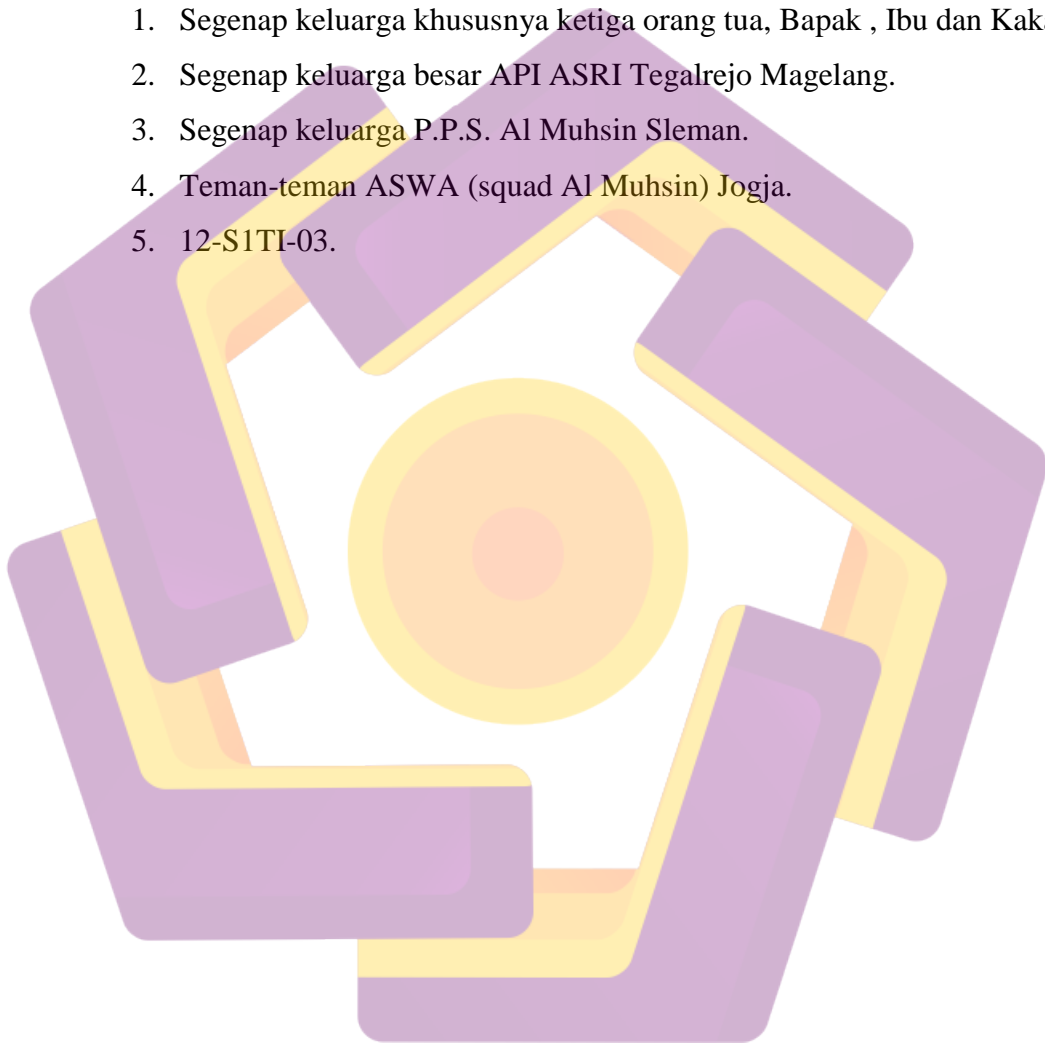 1. Segenap keluarga khususnya ketiga orang tua, Bapak , Ibu dan
2. Segenap keluarga besar API ASRI Tegalrejo Magelang.
3. Segenap keluarga P.P.S. Al Muhsin Sleman.
4. Teman-teman ASWA (squad Al Muhsin) Jogja.
5. 12-S1TI-03.